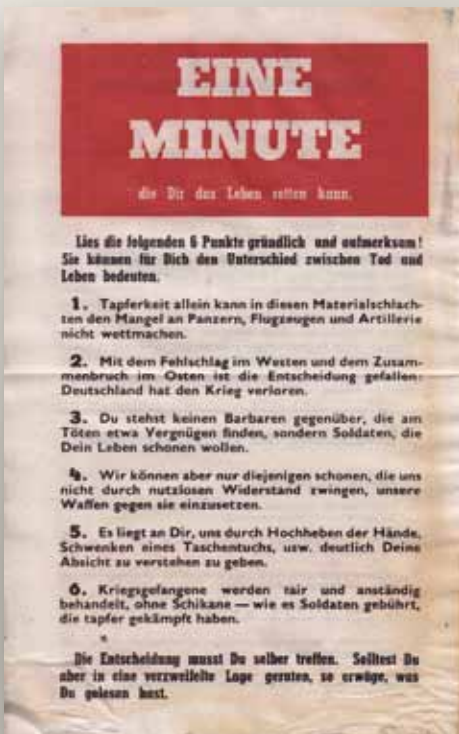 EINE
MINUTE
die Dir das Leben retten kann.
Lies die folgenden 6 Punkte gründlich und aufmerksam!
Sie können für Dich den Unterschied zwischen Tod und
Leben bedeuten.
1. Tapferkeit allein kann in diesen Materialschlach-
ten den Mangel an Panzern, Flugzeugen und Artillerie
nicht wettmachen.
2. Mit dem Fehlschlag im Westen und dem Zusam-
menbruch im Osten ist die Entscheidung gefallen:
Deutschland hat den Krieg verloren.
3. Du stehst keinen Barbaren gegenüber, die am
Töten etwa Vergnügen finden, sondern Soldaten, die
Dein Leben schonen wollen.
4. Wir können aber nur diejenigen schonen, die uns
nicht durch nutzlosen Widerstand zwingen, unsere
Waffen gegen sie einzusetzen.
5. Es liegt an Dir, uns durch Hochheben der Hände,
Schwenken eines Taschentuchs, usw. deutlich Deine
Absicht zu verstehen zu geben.
6. Kriegsgefangene werden fair und anständig
behandelt, ohne Schikane — wie es Soldaten gebührt,
die tapfer gekämpft haben.
Die Entscheidung musst Du selber treffen. Solltest Du
aber in eine verzweifelte Lage geraten, so erwäge, was
Du gelesen hast.